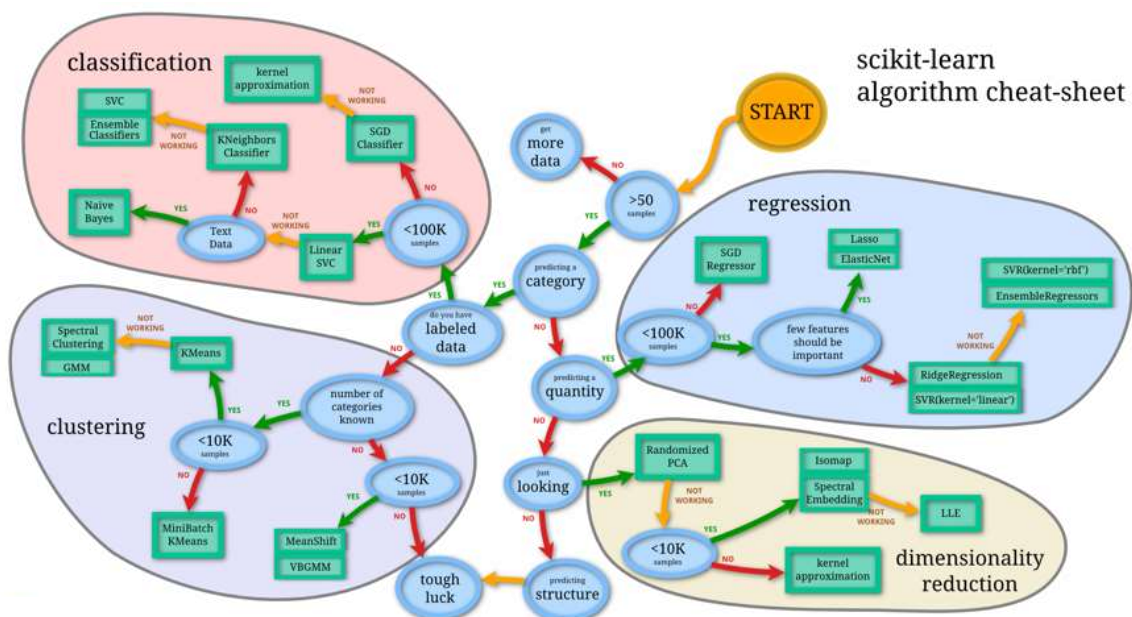 scikit-learn
algorithm cheat-sheet
START
>50
samples
NO
get
more
data
YES
predicting a
category
YES
do you have
labeled
data
YES
classification
<100K
samples
YES
Linear
SVC
NOT
WORKING
Text
Data
YES
Naive
Bayes
NO
KNeighbors
Classifier
NOT
WORKING
SVC
Ensemble
Classifiers
NO
SGD
Classifier
NOT
WORKING
kernel
approximation
NO
clustering
number of
categories
known
YES
<10K
samples
YES
KMeans
NOT
WORKING
Spectral
Clustering
GMM
NO
MiniBatch
KMeans
NO
<10K
samples
YES
MeanShift
VBGMM
NO
tough
luck
NO
predicting a
quantity
YES
regression
<100K
samples
NO
SGD
Regressor
YES
few features
should be
important
YES
Lasso
ElasticNet
NO
RidgeRegression
SVR(kernel='linear')
NOT
WORKING
SVR(kernel='rbf')
EnsembleRegressors
NO
just
looking
YES
dimensionality
reduction
Randomized
PCA
NOT
WORKING
<10K
samples
YES
Isomap
Spectral
Embedding
NOT
WORKING
LLE
NO
kernel
approximation
NO
predicting
structure